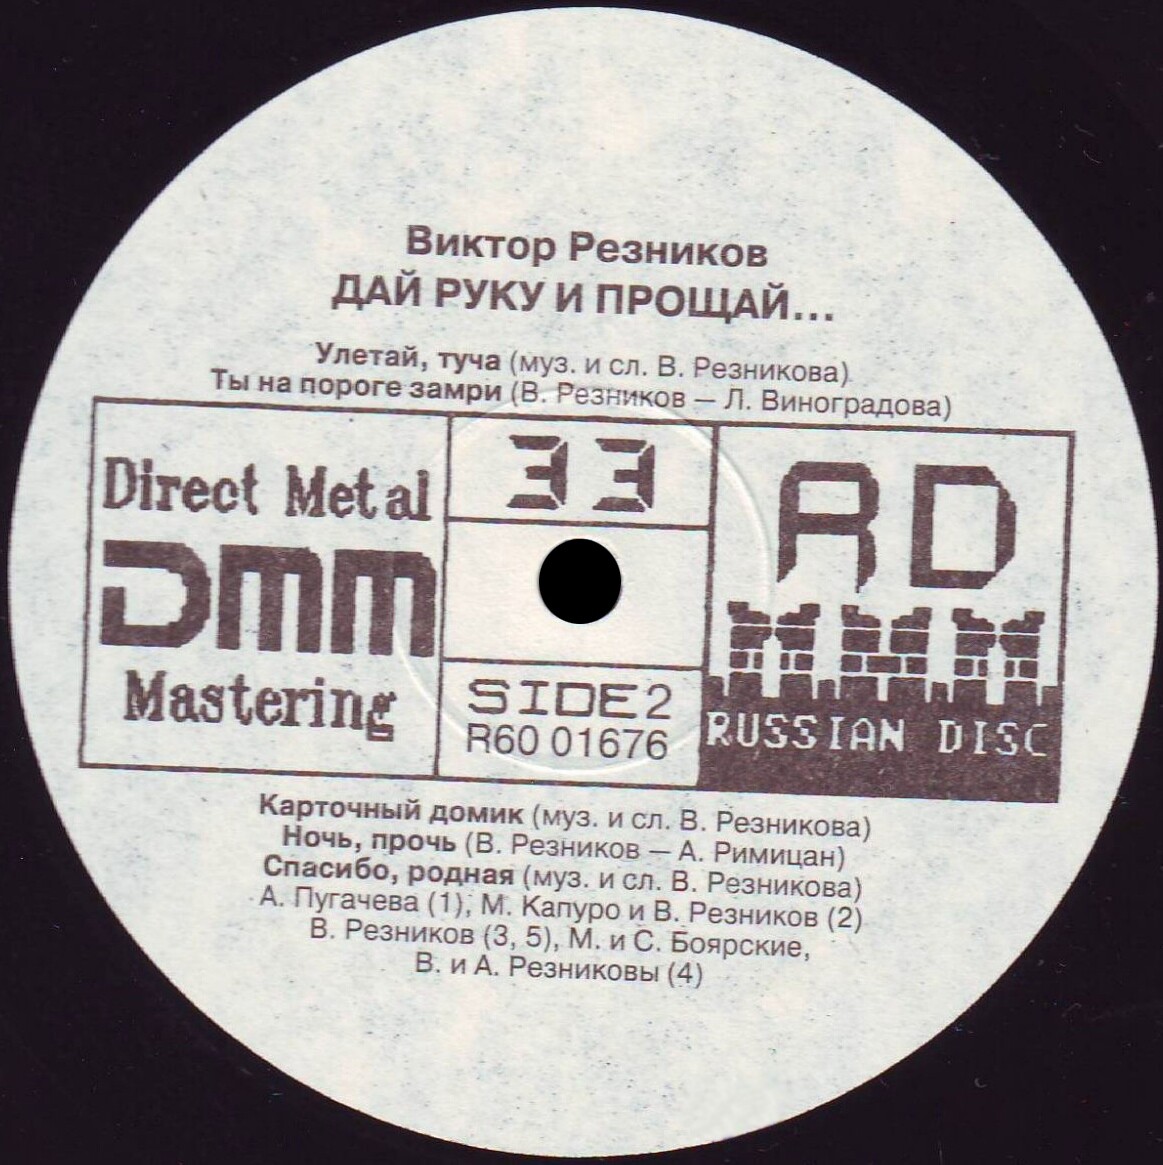 Виктор Резников
ДАЙ РУКУ И ПРОЩАЙ...
Улетай, туча (муз. и сл. В. Резникова)
Ты на пороге замри (В. Резников — Л. Виноградова)
Direct Metal
DMM
Mastering
33
SIDE 2
R60 01676
RD
RUSSIAN DISC
Карточный домик (муз. и сл. В. Резникова)
Ночь, прочь (В. Резников — А. Римицан)
Спасибо, родная (муз. и сл. В. Резникова)
А. Пугачева (1), М. Капуро и В. Резников (2)
В. Резников (3, 5), М. и С. Боярские,
В. и А. Резниковы (4)